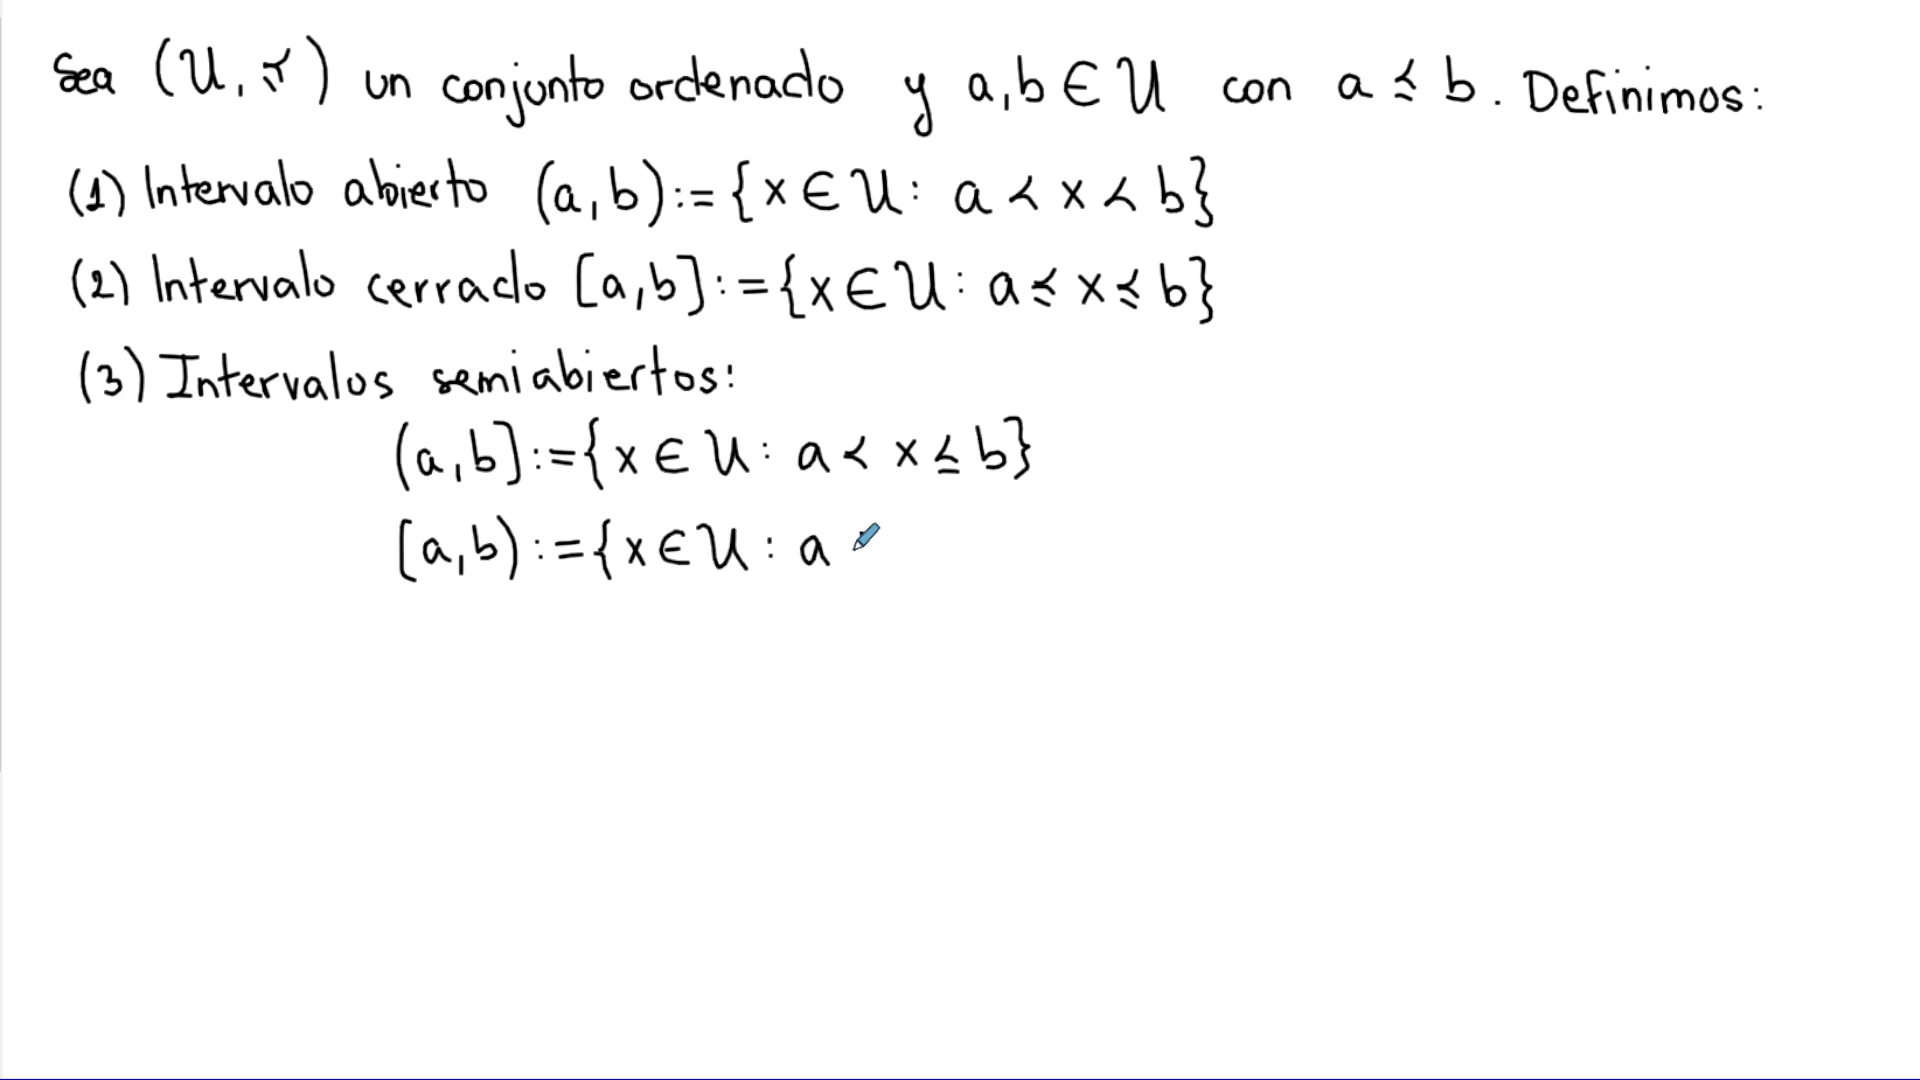 Sea (U, ≼) un conjunto ordenado y a,b ∈ U con a ≼ b. Definimos:
(1) Intervalo abierto (a,b):={x ∈ U: a ≺ x ≺ b}
(2) Intervalo cerrado [a,b]:={x ∈ U: a ≼ x ≼ b}
(3) Intervalos semiabiertos:
(a,b]:={x ∈ U: a ≺ x ≼ b}
[a,b):={x ∈ U: a